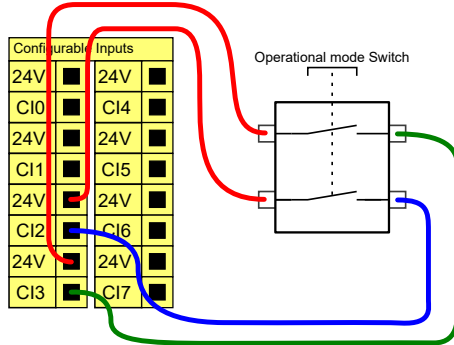 Configurable Inputs
Operational mode Switch
24V 24V
CI0 CI4
24V 24V
CI1 CI5
24V 24V
CI2 CI6
24V 24V
CI3 CI7